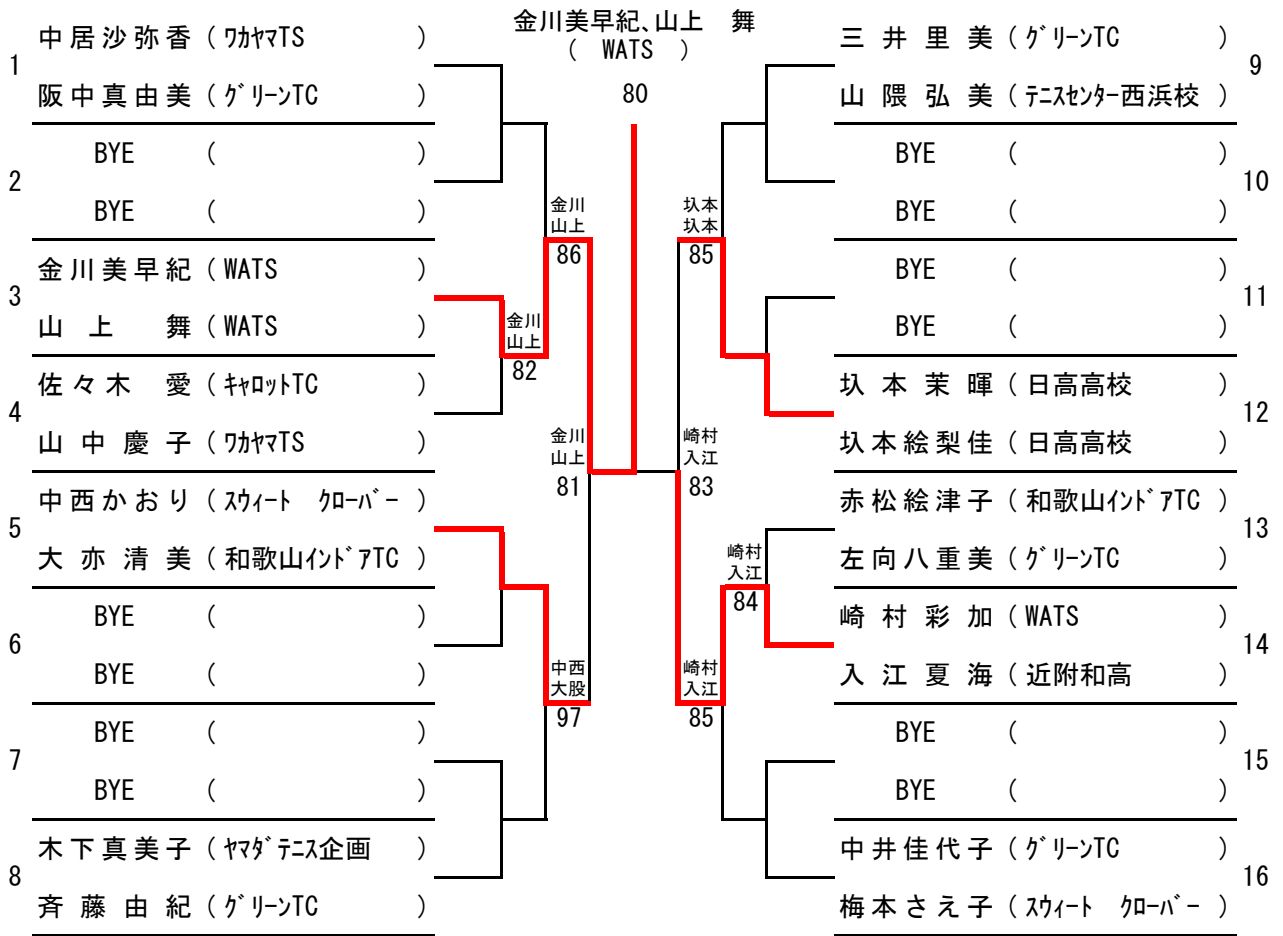 金川美早紀、山上　舞
(　WATS　)
80
1
中居沙弥香 ( ﾜｶﾔﾏTS )
阪中真由美 ( ｸﾞﾘｰﾝTC )
2
BYE ( )
BYE ( )
3
金川美早紀 ( WATS )
山上　舞 ( WATS )
4
佐々木　愛 ( ｷｬﾛｯﾄTC )
山中慶子 ( ﾜｶﾔﾏTS )
5
中西かおり ( ｽｳｨｰﾄ　ｸﾛｰﾊﾞｰ )
大亦清美 ( 和歌山ｲﾝﾄﾞｱTC )
6
BYE ( )
BYE ( )
7
BYE ( )
BYE ( )
8
木下真美子 ( ﾔﾏﾀﾞﾃﾆｽ企画 )
斉藤由紀 ( ｸﾞﾘｰﾝTC )
金川
山上
82
金川
山上
86
中西
大股
97
金川
山上
81
圦本
圦本
85
崎村
入江
83
崎村
入江
84
崎村
入江
85
三井里美 ( ｸﾞﾘｰﾝTC )
山隈弘美 ( ﾃﾆｽｾﾝﾀｰ西浜校 )
9
BYE ( )
BYE ( )
10
BYE ( )
BYE ( )
11
圦本茉暉 ( 日高高校 )
圦本絵梨佳 ( 日高高校 )
12
赤松絵津子 ( 和歌山ｲﾝﾄﾞｱTC )
左向八重美 ( ｸﾞﾘｰﾝTC )
13
崎村彩加 ( WATS )
入江夏海 ( 近附和高 )
14
BYE ( )
BYE ( )
15
中井佳代子 ( ｸﾞﾘｰﾝTC )
梅本さえ子 ( ｽｳｨｰﾄ　ｸﾛｰﾊﾞｰ )
16